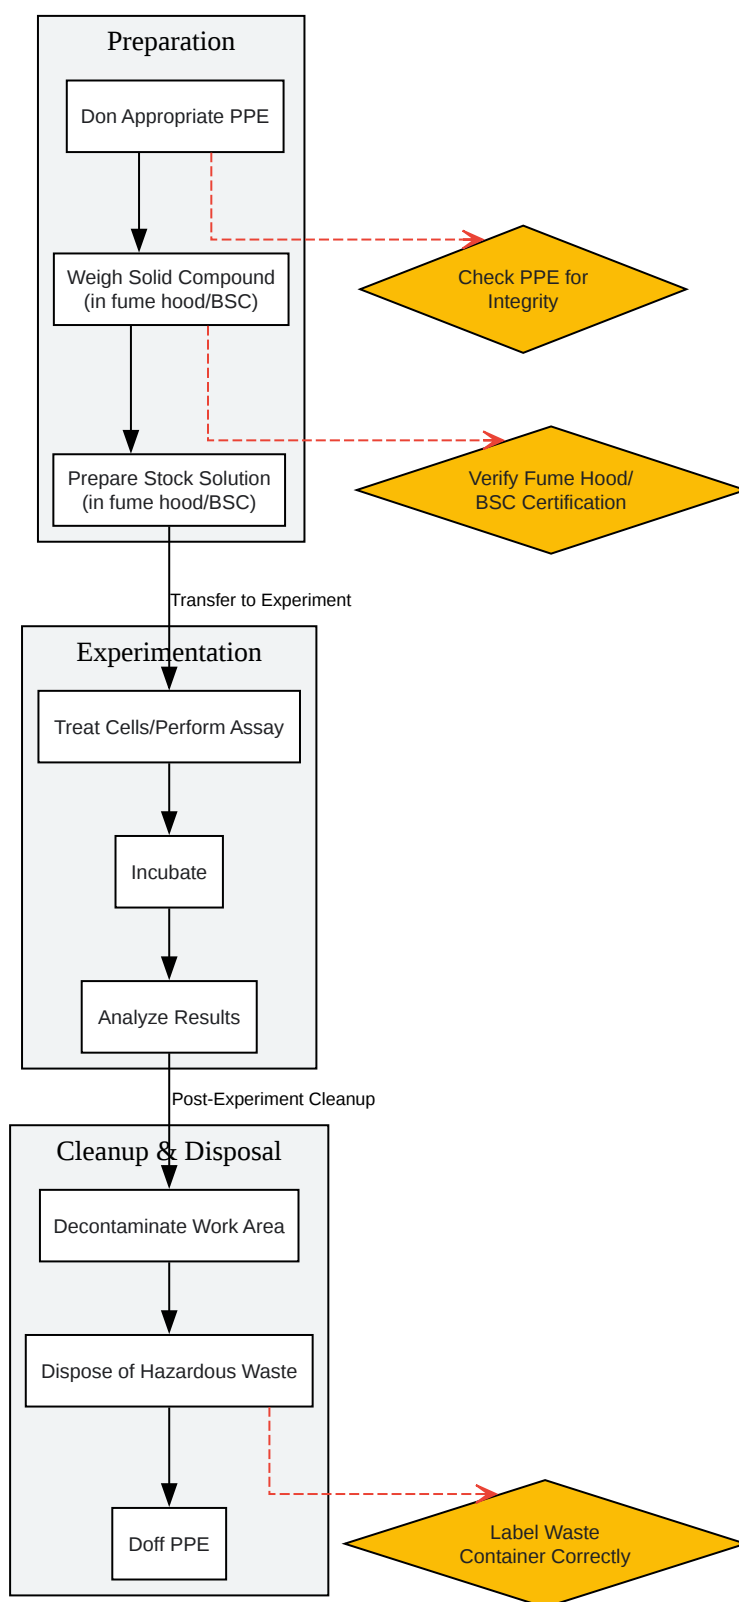 Preparation
Don Appropriate PPE
Check PPE for
Integrity
Weigh Solid Compound
(in fume hood/BSC)
Verify Fume Hood/
BSC Certification
Prepare Stock Solution
(in fume hood/BSC)
Transfer to Experiment
Experimentation
Treat Cells/Perform Assay
Incubate
Analyze Results
Post-Experiment Cleanup
Cleanup & Disposal
Decontaminate Work Area
Dispose of Hazardous Waste
Label Waste
Container Correctly
Doff PPE